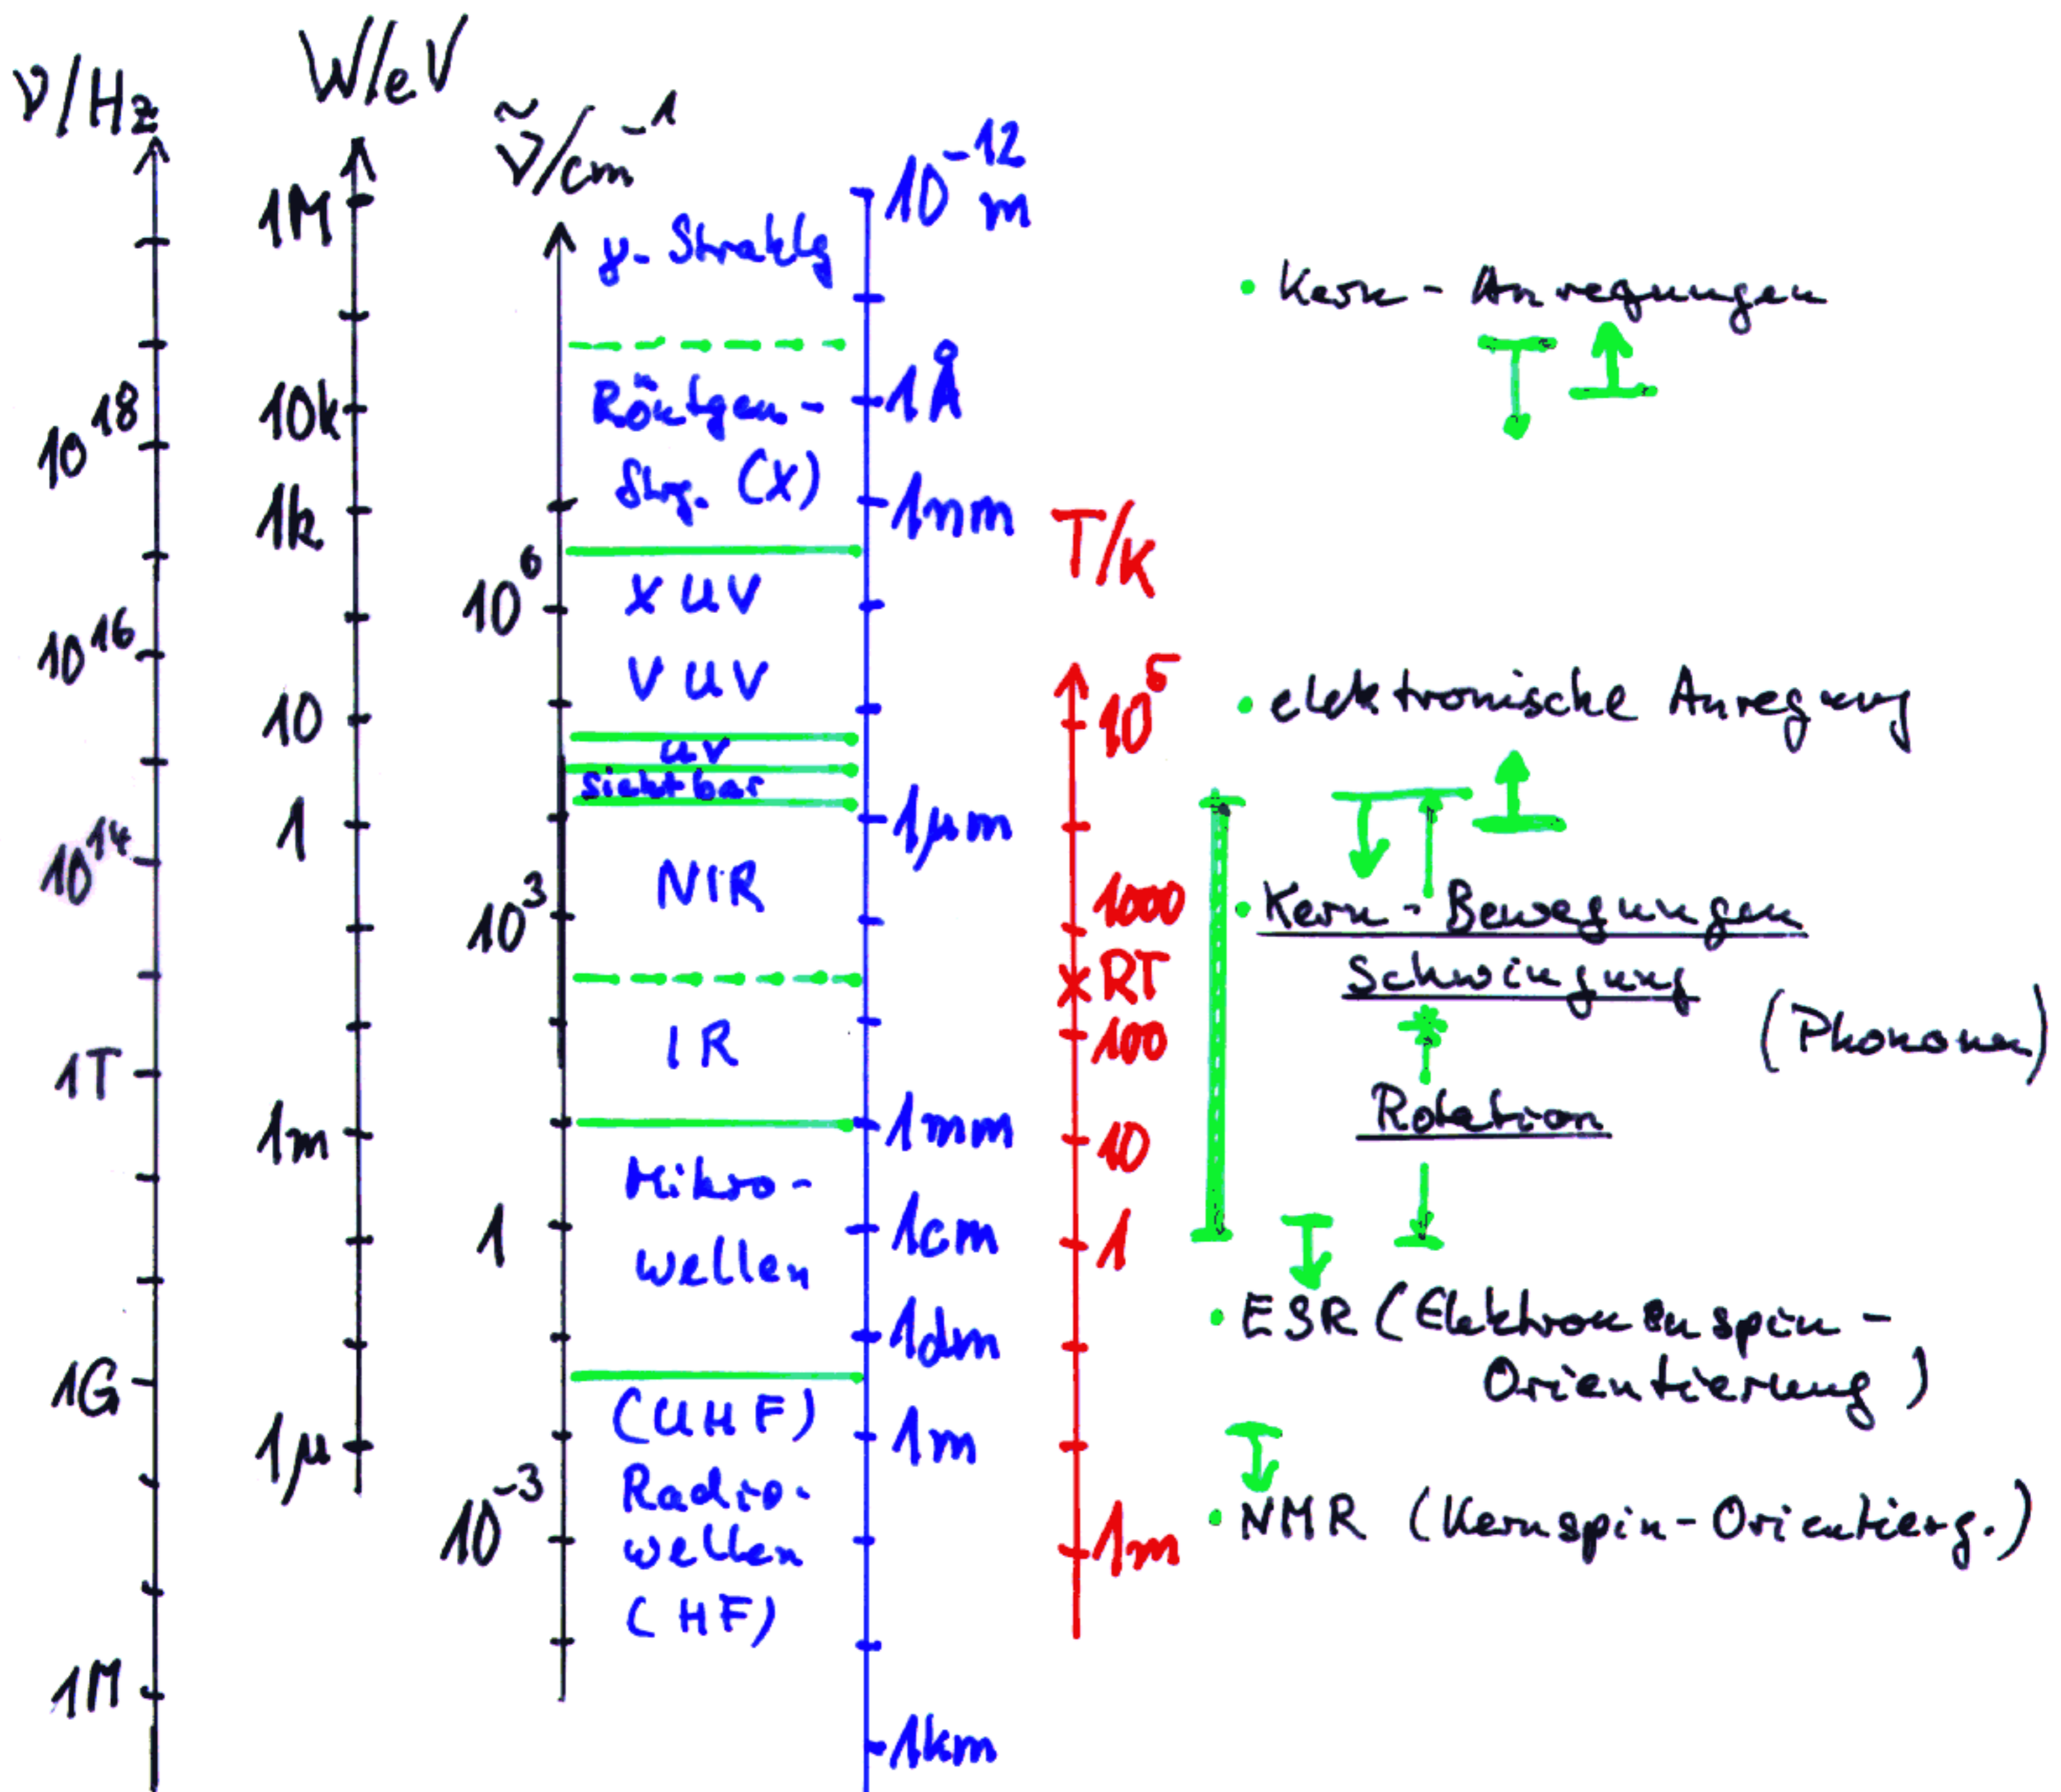 ν/Hz
10¹⁸
10¹⁶
10¹⁴
1T
1G
1M
W/eV
1M
10k
1k
10
1
1m
1µ
ν̃/cm⁻¹
10⁶
10³
1
10⁻³
γ-Strahlg
Röntgen-
Strg. (X)
XUV
VUV
UV
sichtbar
NIR
IR
Mikro-
wellen
(UHF)
Radio-
wellen
(HF)
10⁻¹² m
1Å
1nm
1µm
1mm
1cm
1dm
1m
1km
T/K
10⁵
1000
RT
100
10
1
1m
• Kern-Anregungen
• elektronische Anregung
• Kern-Bewegungen
Schwingung
(Phononen)
Rotation
• ESR (Elektronenspin-
Orientierung)
• NMR (Kernspin-Orientierg.)